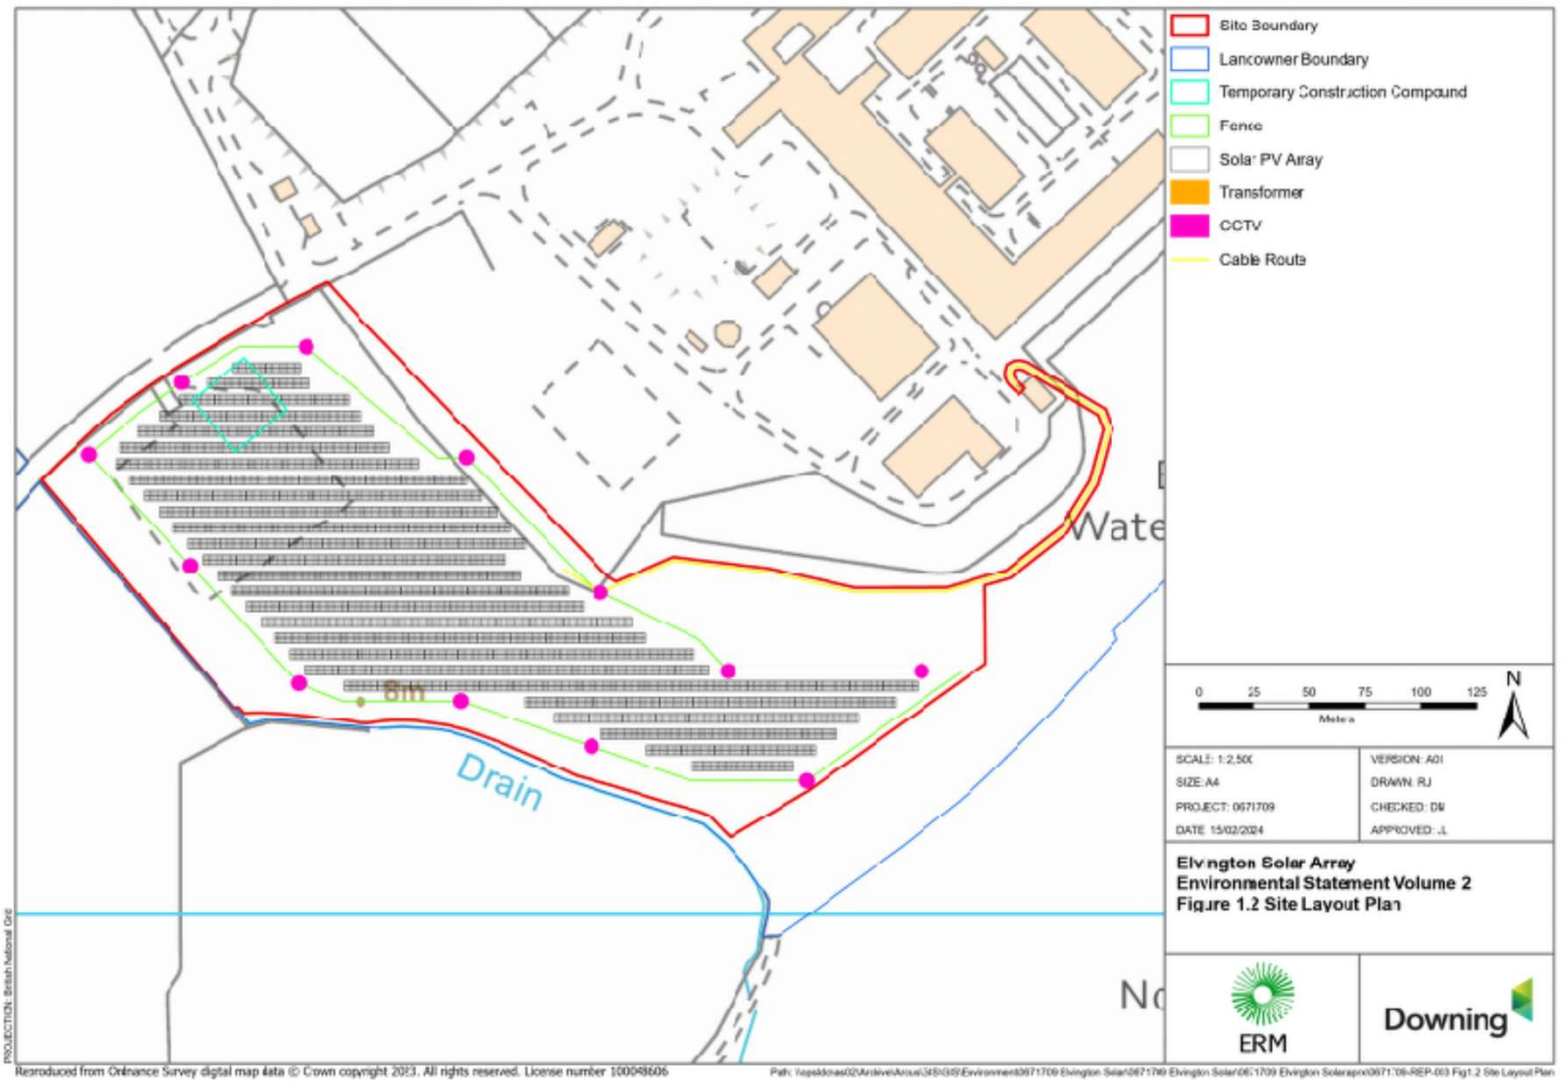 Site Boundary
Landowner Boundary
Temporary Construction Compound
Fence
Solar PV Array
Transformer
CCTV
Cable Route
Wate
8m
Drain
No
N
0 25 50 75 100 125
Meters
SCALE: 1:2,500
VERSION: A01
SIZE: A4
DRAWN: RJ
PROJECT: 0671709
CHECKED: DM
DATE 15/02/2024
APPROVED: JL
Elvington Solar Array
Environmental Statement Volume 2
Figure 1.2 Site Layout Plan
ERM
Downing
PROJECTION: British National Grid
Reproduced from Ordnance Survey digital map data © Crown copyright 2023. All rights reserved. License number 100048606